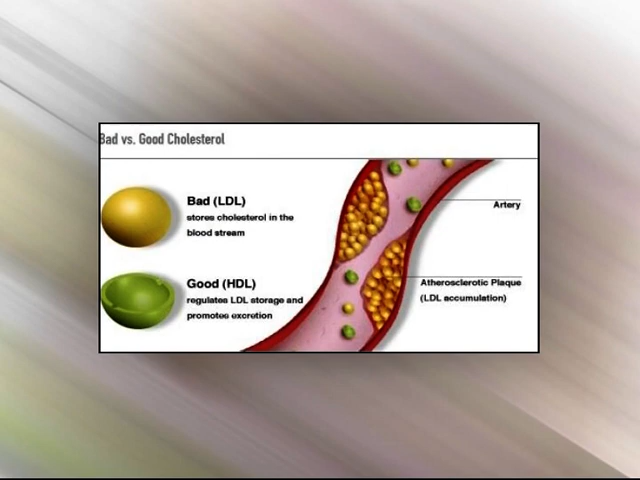 Bad vs. Good Cholesterol
Bad (LDL)
stores cholesterol in the
blood stream
Good (HDL)
regulates LDL storage and
promotes excretion
Artery
Atherosclerotic Plaque
(LDL accumulation)